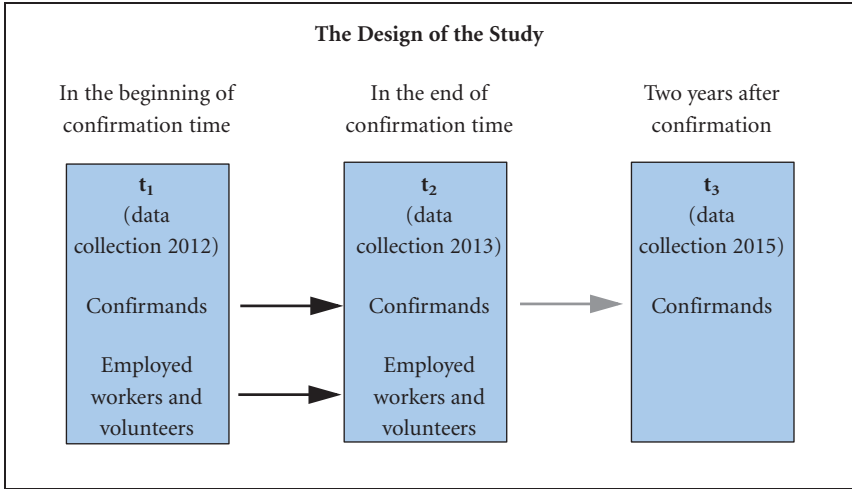 The Design of the Study
In the beginning of
confirmation time
In the end of
confirmation time
Two years after
confirmation
t₁
(data
collection 2012)
Confirmands
Employed
workers and
volunteers
t₂
(data
collection 2013)
Confirmands
Employed
workers and
volunteers
t₃
(data
collection 2015)
Confirmands